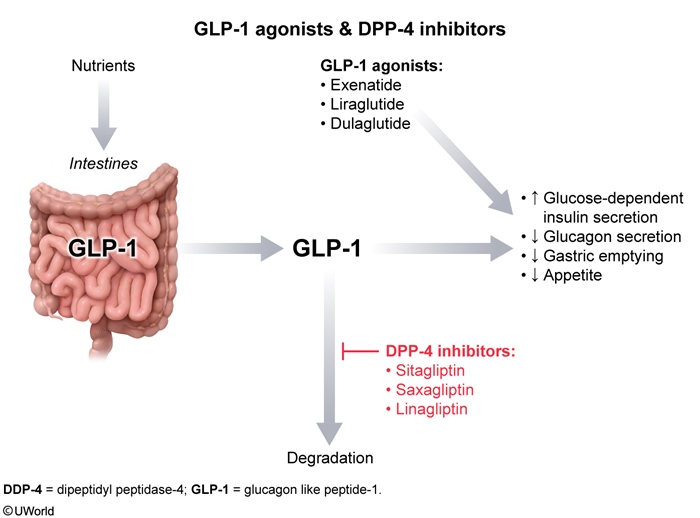 GLP-1 agonists & DPP-4 inhibitors
Nutrients
Intestines
GLP-1
GLP-1 agonists:
• Exenatide
• Liraglutide
• Dulaglutide
GLP-1
• ↑ Glucose-dependent
insulin secretion
• ↓ Glucagon secretion
• ↓ Gastric emptying
• ↓ Appetite
DPP-4 inhibitors:
• Sitagliptin
• Saxagliptin
• Linagliptin
Degradation
DDP-4 = dipeptidyl peptidase-4; GLP-1 = glucagon like peptide-1.
©UWorld